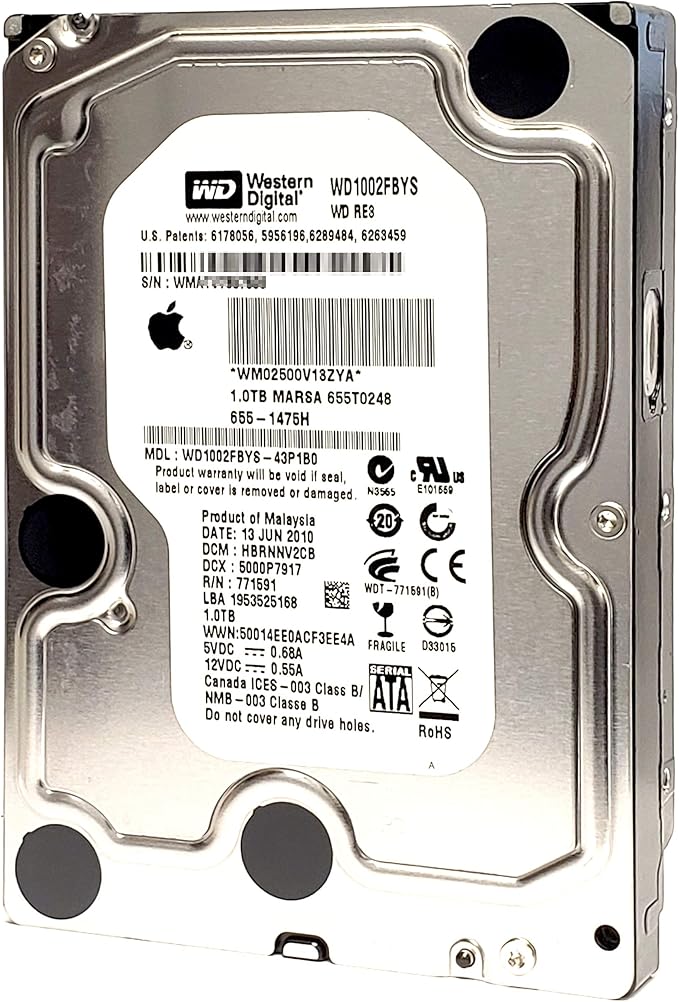 WD Western Digital® WD1002FBYS
www.westerndigital.com WD RE3
U.S. Patents: 6178056, 5956196,6289484, 6263459
S/N : WMA
*WM02500V13ZYA*
1.0TB MARSA 655T0248
655-1475H
MDL : WD1002FBYS-43P1B0
Product warranty will be void if seal,
label or cover is removed or damaged.
N3565 E101559
c RU US
Product of Malaysia
DATE: 13 JUN 2010
DCM : HBRNNV2CB
DCX : 5000P7917
R/N : 771591
LBA 1953525168
1.0TB
WWN:50014EE0ACF3EE4A
5VDC ⎓ 0.68A
12VDC ⎓ 0.55A
Canada ICES-003 Class B/
NMB-003 Classe B
Do not cover any drive holes.
20
CE
WDT-771591(B)
FRAGILE D33015
SERIAL
ATA
RoHS
A